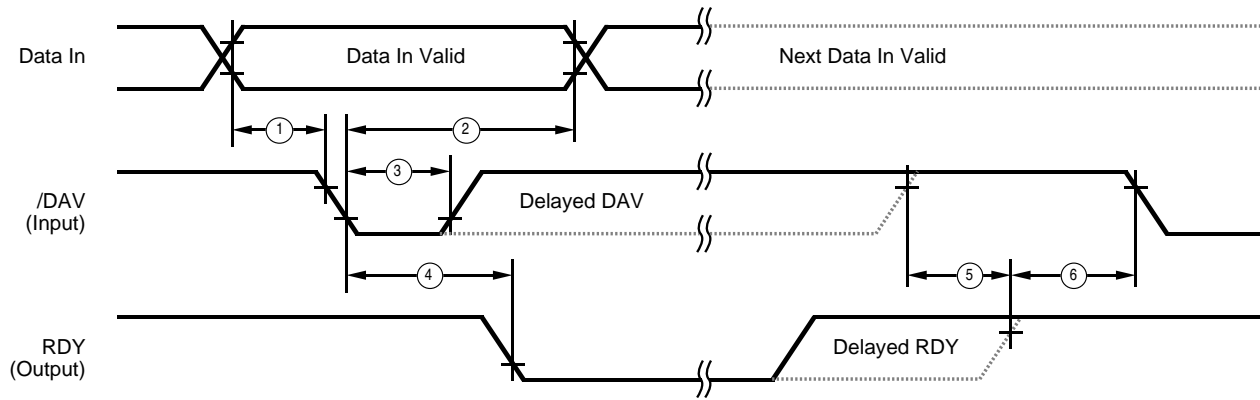 Data In
Data In Valid
Next Data In Valid
1
2
3
/DAV
(Input)
Delayed DAV
4
5
6
RDY
(Output)
Delayed RDY